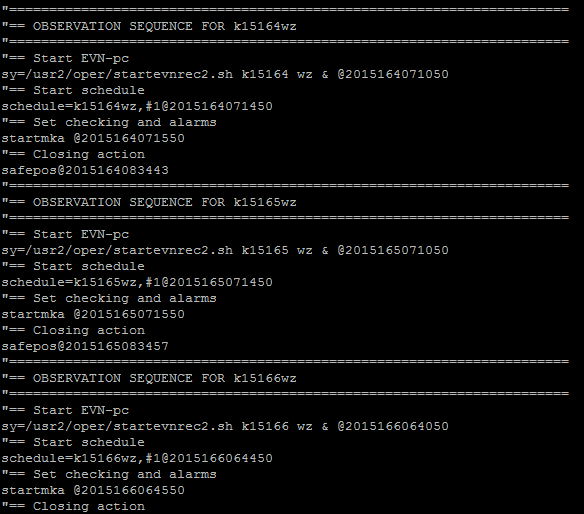 "======================================================================
"== OBSERVATION SEQUENCE FOR k15164wz
"======================================================================
"== Start EVN-pc
sy=/usr2/oper/startevnrec2.sh k15164 wz & @2015164071050
"== Start schedule
schedule=k15164wz,#1@2015164071450
"== Set checking and alarms
startmka @2015164071550
"== Closing action
safepos@2015164083443
"======================================================================
"== OBSERVATION SEQUENCE FOR k15165wz
"======================================================================
"== Start EVN-pc
sy=/usr2/oper/startevnrec2.sh k15165 wz & @2015165071050
"== Start schedule
schedule=k15165wz,#1@2015165071450
"== Set checking and alarms
startmka @2015165071550
"== Closing action
safepos@2015165083457
"======================================================================
"== OBSERVATION SEQUENCE FOR k15166wz
"======================================================================
"== Start EVN-pc
sy=/usr2/oper/startevnrec2.sh k15166 wz & @2015166064050
"== Start schedule
schedule=k15166wz,#1@2015166064450
"== Set checking and alarms
startmka @2015166064550
"== Closing action